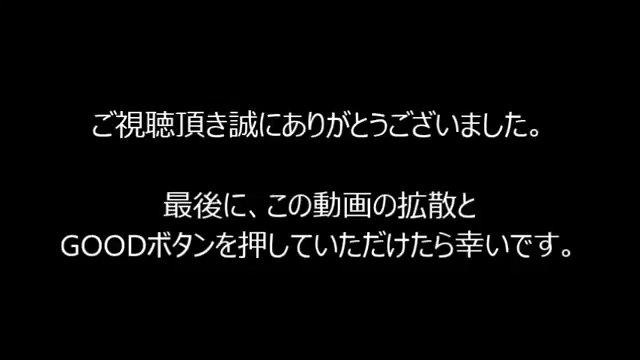 ご視聴頂き誠にありがとうございました。
最後に、この動画の拡散と
GOODボタンを押していただけたら幸いです。